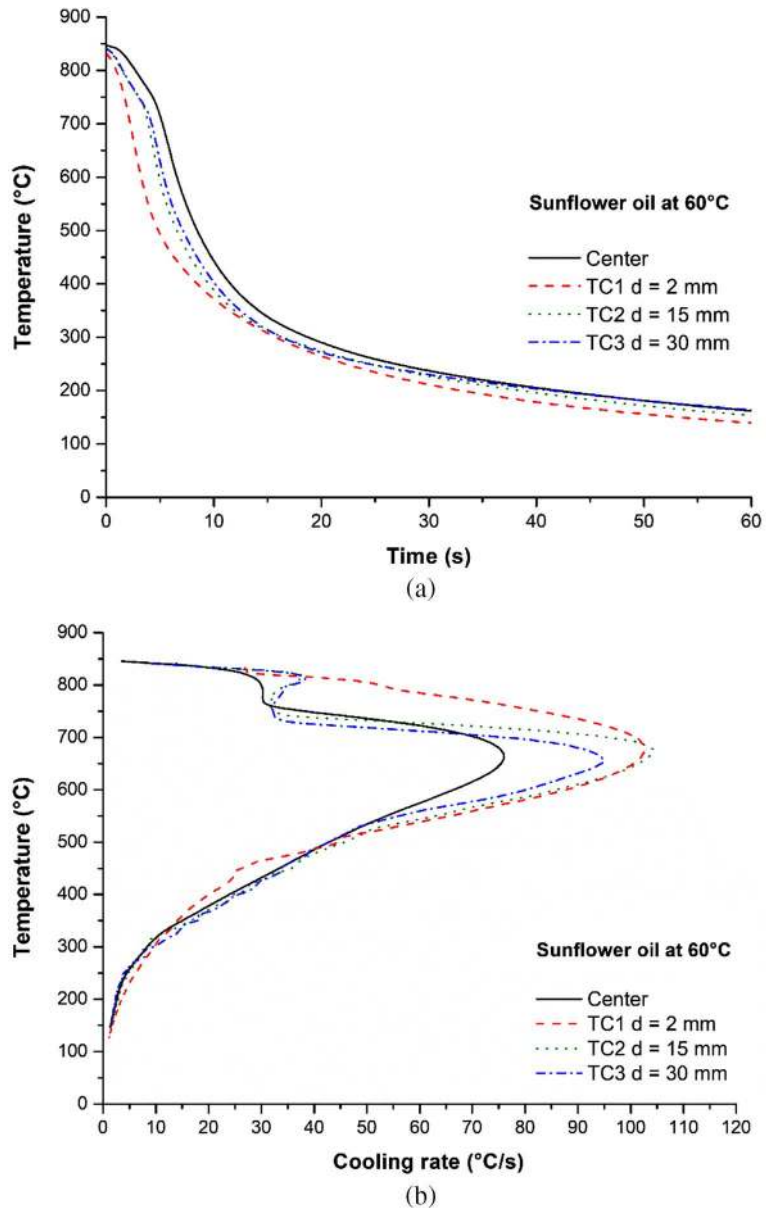 900
800
700
600
500
400
300
200
100
0
Temperature (°C)
Sunflower oil at 60°C
Center
TC1 d = 2 mm
TC2 d = 15 mm
TC3 d = 30 mm
0 10 20 30 40 50 60
Time (s)
(a)
900
800
700
600
500
400
300
200
100
0
Temperature (°C)
Sunflower oil at 60°C
Center
TC1 d = 2 mm
TC2 d = 15 mm
TC3 d = 30 mm
0 10 20 30 40 50 60 70 80 90 100 110 120
Cooling rate (°C/s)
(b)